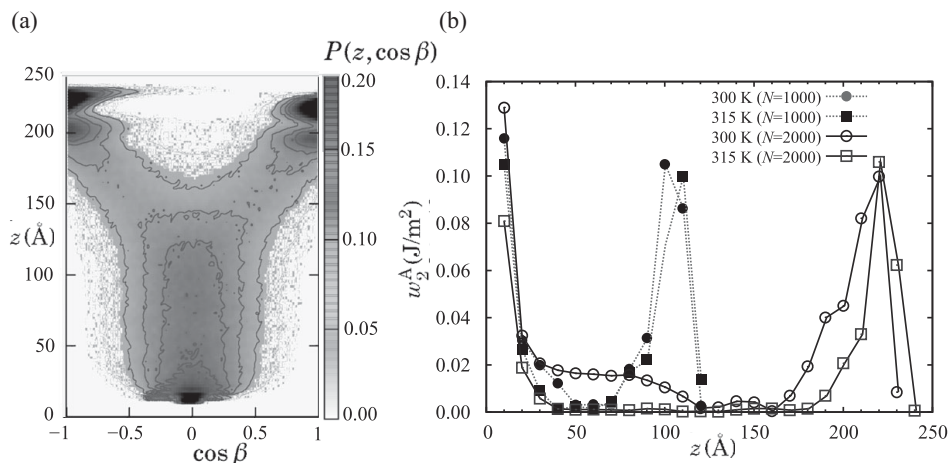 (a)
P(z, cos β)
250
200
150
z (Å)
100
50
0
−1
−0.5
0
0.5
1
cos β
0.20
0.15
0.10
0.05
0.00
(b)
0.14
0.12
0.10
0.08
0.06
0.04
0.02
0.00
w₂ᴬ (J/m²)
300 K (N=1000)
315 K (N=1000)
300 K (N=2000)
315 K (N=2000)
0
50
100
150
200
250
z (Å)